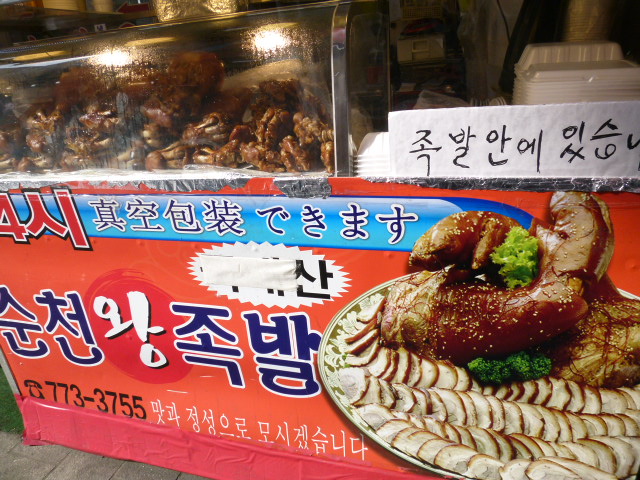 족발 안에 있습니
4시
真空包装 できます
산
순천왕족발
☎773-3755
맛과 정성으로 모시겠습니다